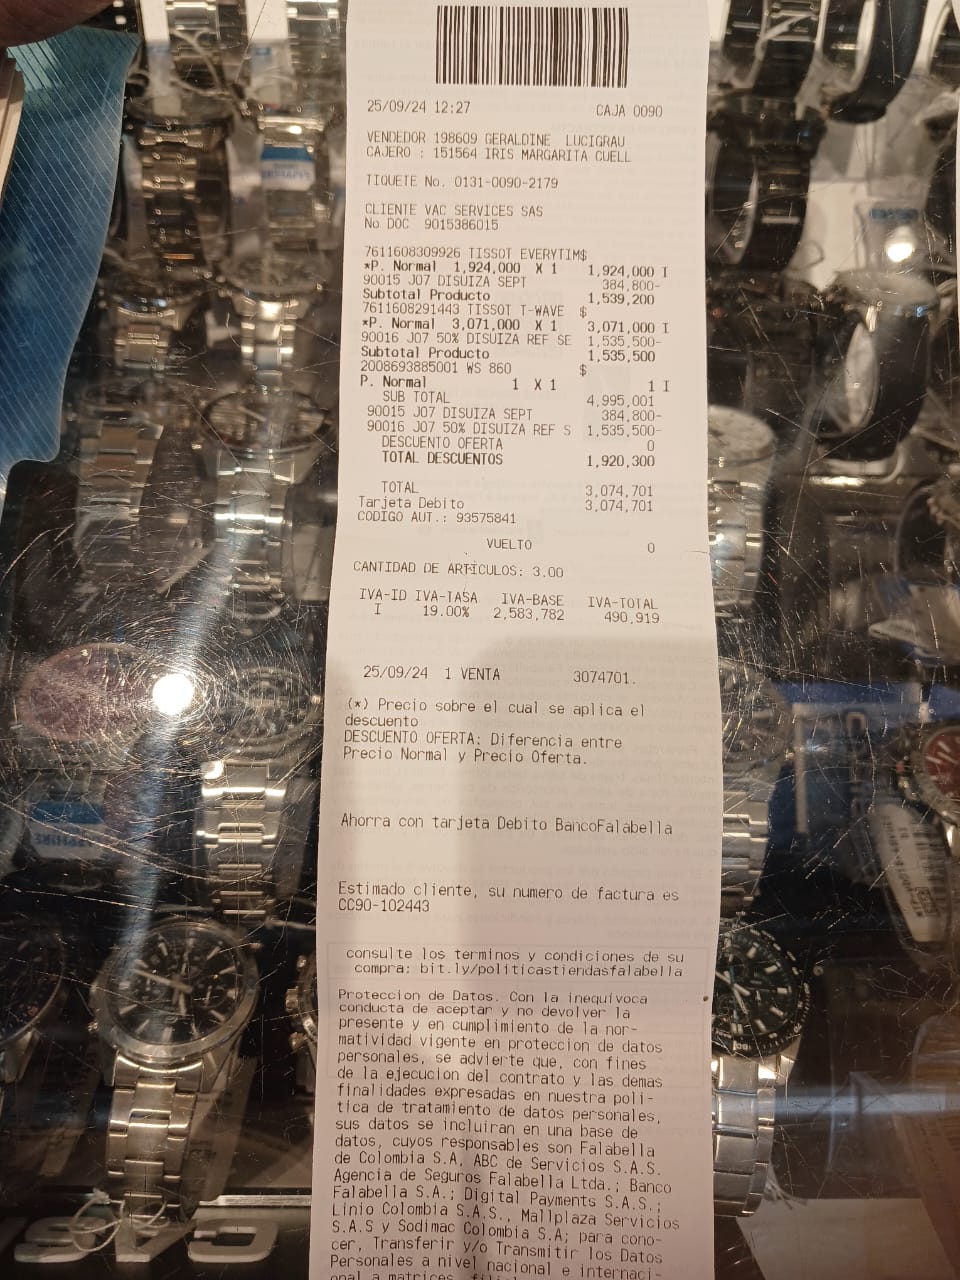 25/09/24 12:27 CAJA 0090
VENDEDOR 198609 GERALDINE LUCIGRAU
CAJERO : 151564 IRIS MARGARITA CUELL
TIQUETE No. 0131-0090-2179
CLIENTE VAC SERVICES SAS
No DOC 9015386015
7611608309926 TISSOT EVERYTIM$
*P. Normal 1,924,000 X 1 1,924,000 I
90015 J07 DISUIZA SEPT 384,800-
Subtotal Producto 1,539,200
7611608291443 TISSOT T-WAVE $
*P. Normal 3,071,000 X 1 3,071,000 I
90016 J07 50% DISUIZA REF SE 1,535,500-
Subtotal Producto 1,535,500
2008693885001 WS 860 $
P. Normal 1 X 1 1 I
SUB TOTAL 4,995,001
90015 J07 DISUIZA SEPT 384,800-
90016 J07 50% DISUIZA REF S 1,535,500-
DESCUENTO OFERTA 0
TOTAL DESCUENTOS 1,920,300
TOTAL 3,074,701
Tarjeta Debito 3,074,701
CODIGO AUT.: 93575841
VUELTO 0
CANTIDAD DE ARTICULOS: 3.00
IVA-ID IVA-TASA IVA-BASE IVA-TOTAL
I 19.00% 2,583,782 490,919
25/09/24 1 VENTA 3074701.
(*) Precio sobre el cual se aplica el
descuento
DESCUENTO OFERTA; Diferencia entre
Precio Normal y Precio Oferta.
Ahorra con tarjeta Debito BancoFalabella
Estimado cliente, su numero de factura es
CC90-102443
consulte los terminos y condiciones de su
compra: bit.ly/politicastiendasfalabella
Proteccion de Datos. Con la inequivoca
conducta de aceptar y no devolver la
presente y en cumplimiento de la nor-
matividad vigente en proteccion de datos
personales, se advierte que, con fines
de la ejecucion del contrato y las demas
finalidades expresadas en nuestra poli-
tica de tratamiento de datos personales,
sus datos se incluiran en una base de
datos, cuyos responsables son Falabella
de Colombia S.A, ABC de Servicios S.A.S.
Agencia de Seguros Falabella Ltda.; Banco
Falabella S.A.; Digital Payments S.A.S.;
Linio Colombia S.A.S., Mallplaza Servicios
S.A.S y Sodimac Colombia S.A; para cono-
cer, Transferir y/o Transmitir los Datos
Personales a nivel nacional e internaci-
onal a matrices,